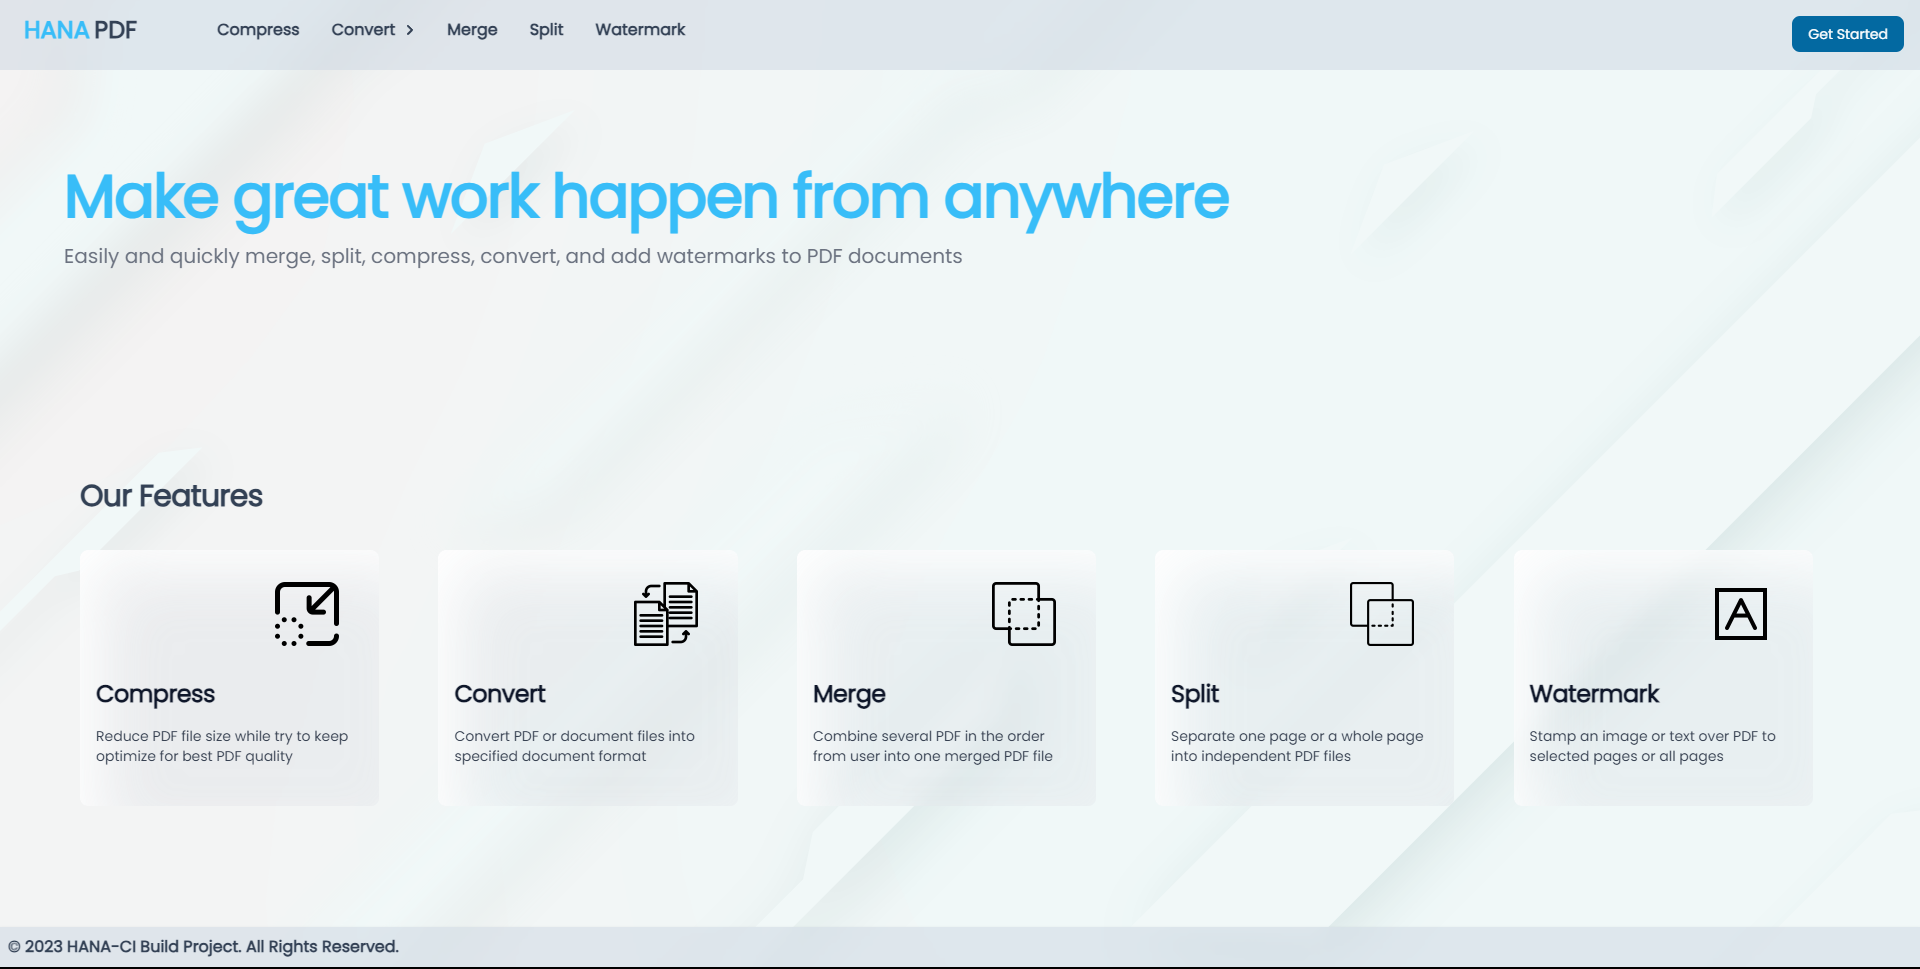 HANA PDF Compress Convert Merge Split Watermark Get Started
Make great work happen from anywhere
Easily and quickly merge, split, compress, convert, and add watermarks to PDF documents
Our Features
Compress
Reduce PDF file size while try to keep
optimize for best PDF quality
Convert
Convert PDF or document files into
specified document format
Merge
Combine several PDF in the order
from user into one merged PDF file
Split
Separate one page or a whole page
into independent PDF files
A
Watermark
Stamp an image or text over PDF to
selected pages or all pages
© 2023 HANA-CI Build Project. All Rights Reserved.